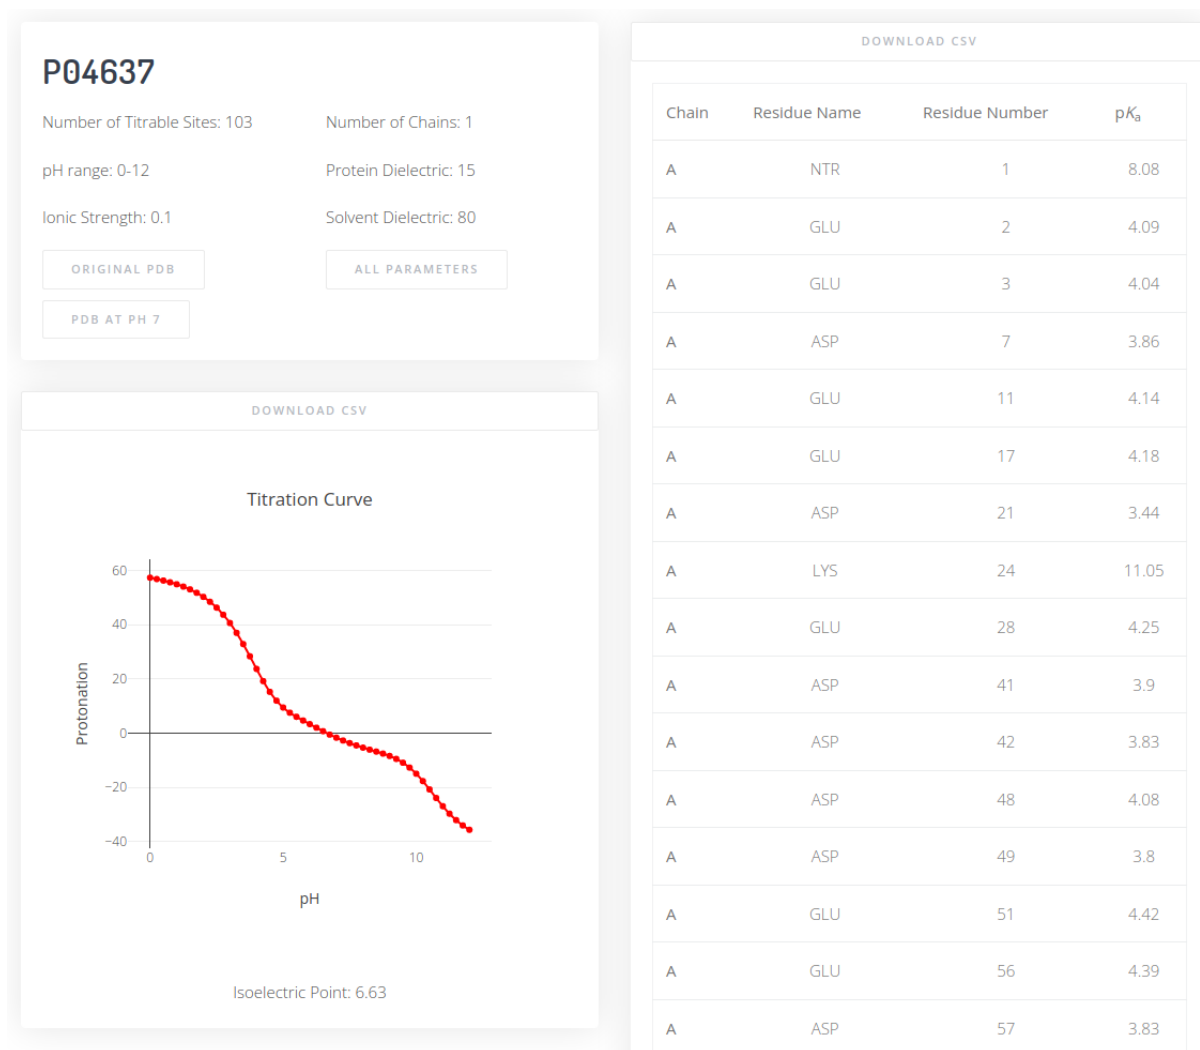 P04637
Number of Titrable Sites: 103
Number of Chains: 1
pH range: 0-12
Protein Dielectric: 15
Ionic Strength: 0.1
Solvent Dielectric: 80
ORIGINAL PDB
ALL PARAMETERS
PDB AT PH 7
DOWNLOAD CSV
Titration Curve
60
40
20
0
−20
−40
Protonation
0 5 10
pH
Isoelectric Point: 6.63
DOWNLOAD CSV
Chain Residue Name Residue Number pKa
A NTR 1 8.08
A GLU 2 4.09
A GLU 3 4.04
A ASP 7 3.86
A GLU 11 4.14
A GLU 17 4.18
A ASP 21 3.44
A LYS 24 11.05
A GLU 28 4.25
A ASP 41 3.9
A ASP 42 3.83
A ASP 48 4.08
A ASP 49 3.8
A GLU 51 4.42
A GLU 56 4.39
A ASP 57 3.83